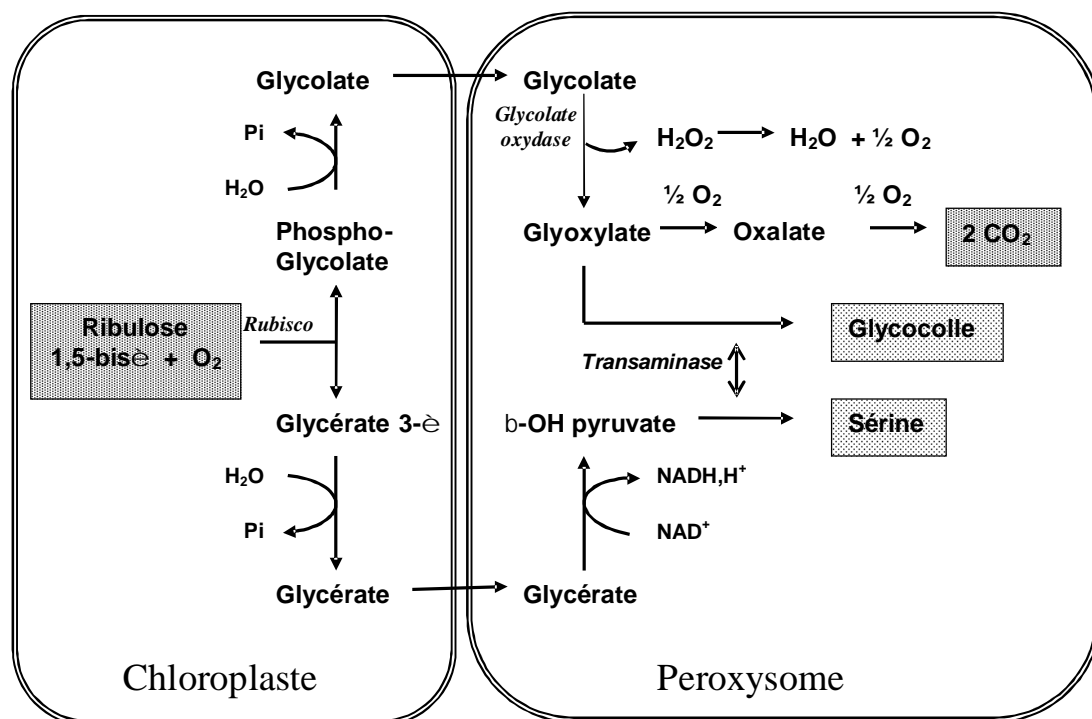 Glycolate
Pi
H₂O
Phospho-
Glycolate
Ribulose
1,5-bisè + O₂
Rubisco
Glycérate 3-è
H₂O
Pi
Glycérate
Chloroplaste
Glycolate
Glycolate
oxydase
H₂O₂
H₂O + ½ O₂
½ O₂
½ O₂
Glyoxylate
Oxalate
2 CO₂
Glycocolle
Transaminase
b-OH pyruvate
Sérine
NADH,H⁺
NAD⁺
Glycérate
Peroxysome